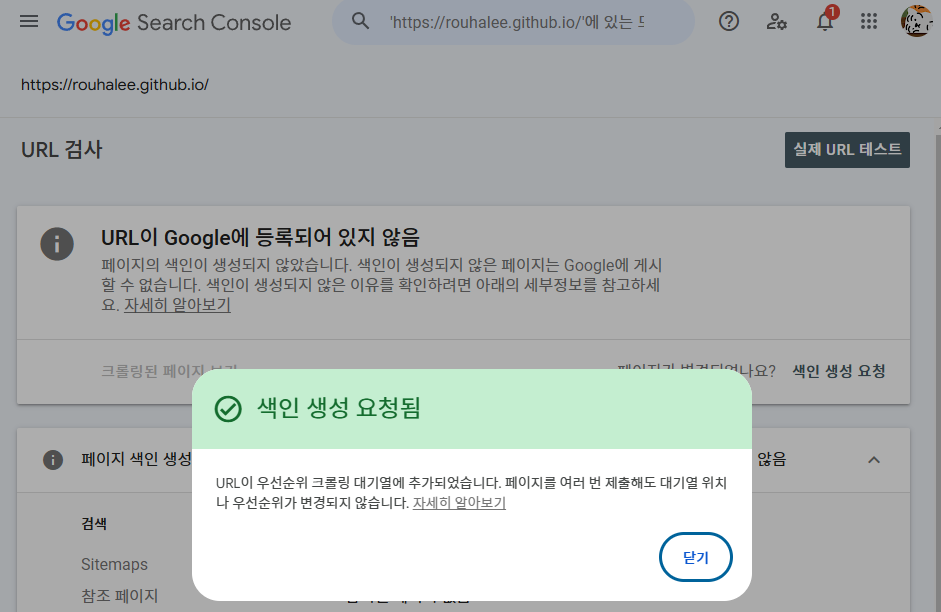 Google Search Console
'https://rouhalee.github.io/'에 있는 모
1
https://rouhalee.github.io/
URL 검사
실제 URL 테스트
URL이 Google에 등록되어 있지 않음
페이지의 색인이 생성되지 않았습니다. 색인이 생성되지 않은 페이지는 Google에 게시
할 수 없습니다. 색인이 생성되지 않은 이유를 확인하려면 아래의 세부정보를 참고하세
요. 자세히 알아보기
크롤링된 페이지 보기
페이지가 변경되었나요? 색인 생성 요청
색인 생성 요청됨
페이지 색인 생성
않음
URL이 우선순위 크롤링 대기열에 추가되었습니다. 페이지를 여러 번 제출해도 대기열 위치
나 우선순위가 변경되지 않습니다. 자세히 알아보기
검색
닫기
Sitemaps
참조 페이지